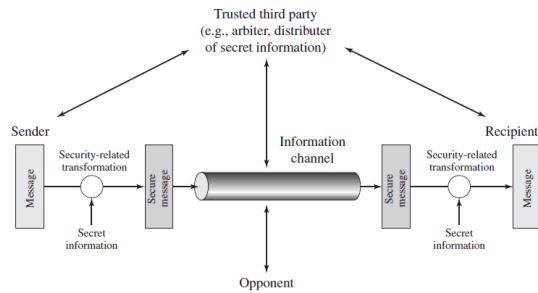 Trusted third party
(e.g., arbiter, distributer
of secret information)
Sender
Recipient
Information
channel
Security-related
transformation
Security-related
transformation
Message
Secure
message
Secure
message
Message
Secret
information
Secret
information
Opponent